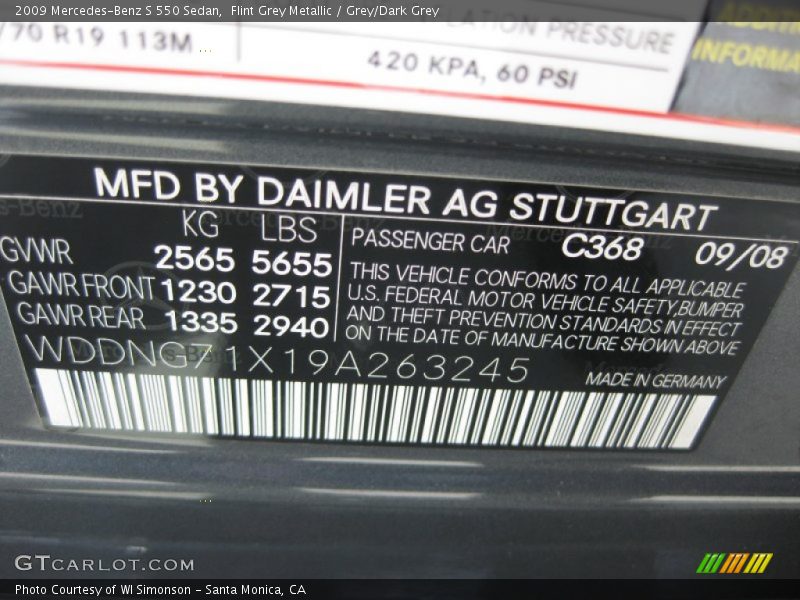 2009 Mercedes-Benz S 550 Sedan, Flint Grey Metallic / Grey/Dark Grey
/70 R19 113M
PRESSURE
420 KPA, 60 PSI
INFORMA
MFD BY DAIMLER AG STUTTGART
KG LBS
GVWR 2565 5655
GAWR FRONT 1230 2715
GAWR REAR 1335 2940
PASSENGER CAR C368 09/08
THIS VEHICLE CONFORMS TO ALL APPLICABLE
U.S. FEDERAL MOTOR VEHICLE SAFETY,BUMPER
AND THEFT PREVENTION STANDARDS IN EFFECT
ON THE DATE OF MANUFACTURE SHOWN ABOVE
WDDNG71X19A263245
MADE IN GERMANY
GTCARLOT.COM
Photo Courtesy of WI Simonson - Santa Monica, CA